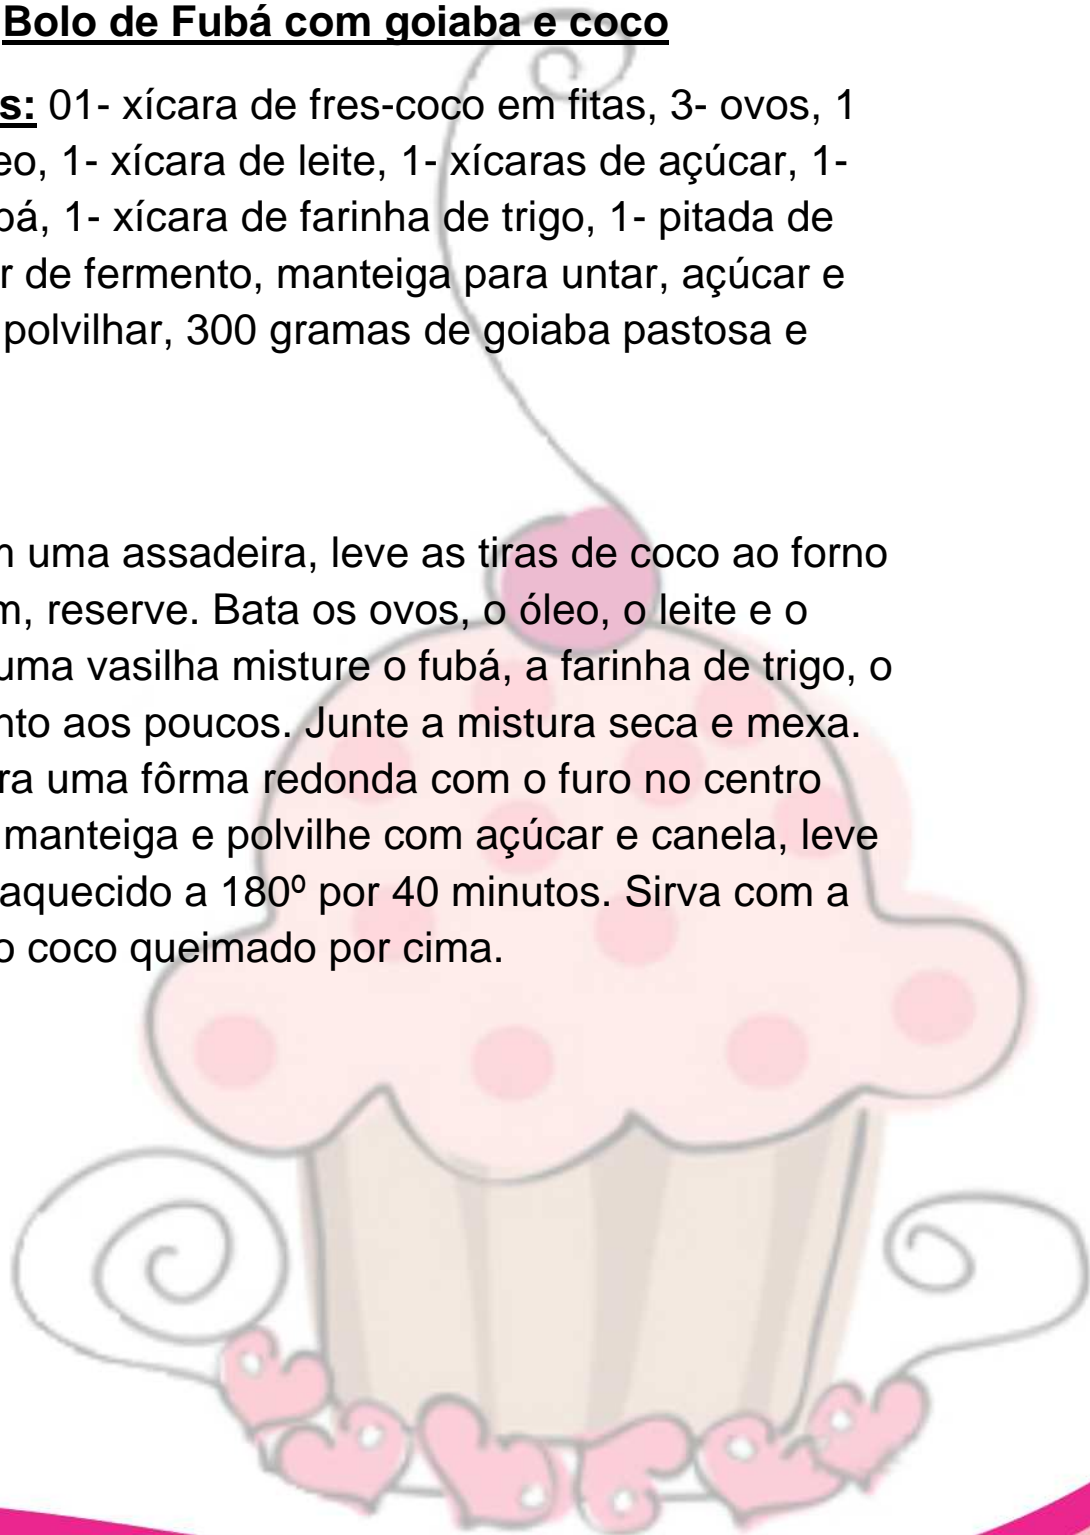 Bolo de Fubá com goiaba e coco
s: 01- xícara de fres-coco em fitas, 3- ovos, 1
eo, 1- xícara de leite, 1- xícaras de açúcar, 1-
bá, 1- xícara de farinha de trigo, 1- pitada de
r de fermento, manteiga para untar, açúcar e
polvilhar, 300 gramas de goiaba pastosa e
m uma assadeira, leve as tiras de coco ao forno
m, reserve. Bata os ovos, o óleo, o leite e o
uma vasilha misture o fubá, a farinha de trigo, o
nto aos poucos. Junte a mistura seca e mexa.
ra uma fôrma redonda com o furo no centro
manteiga e polvilhe com açúcar e canela, leve
aquecido a 180º por 40 minutos. Sirva com a
o coco queimado por cima.